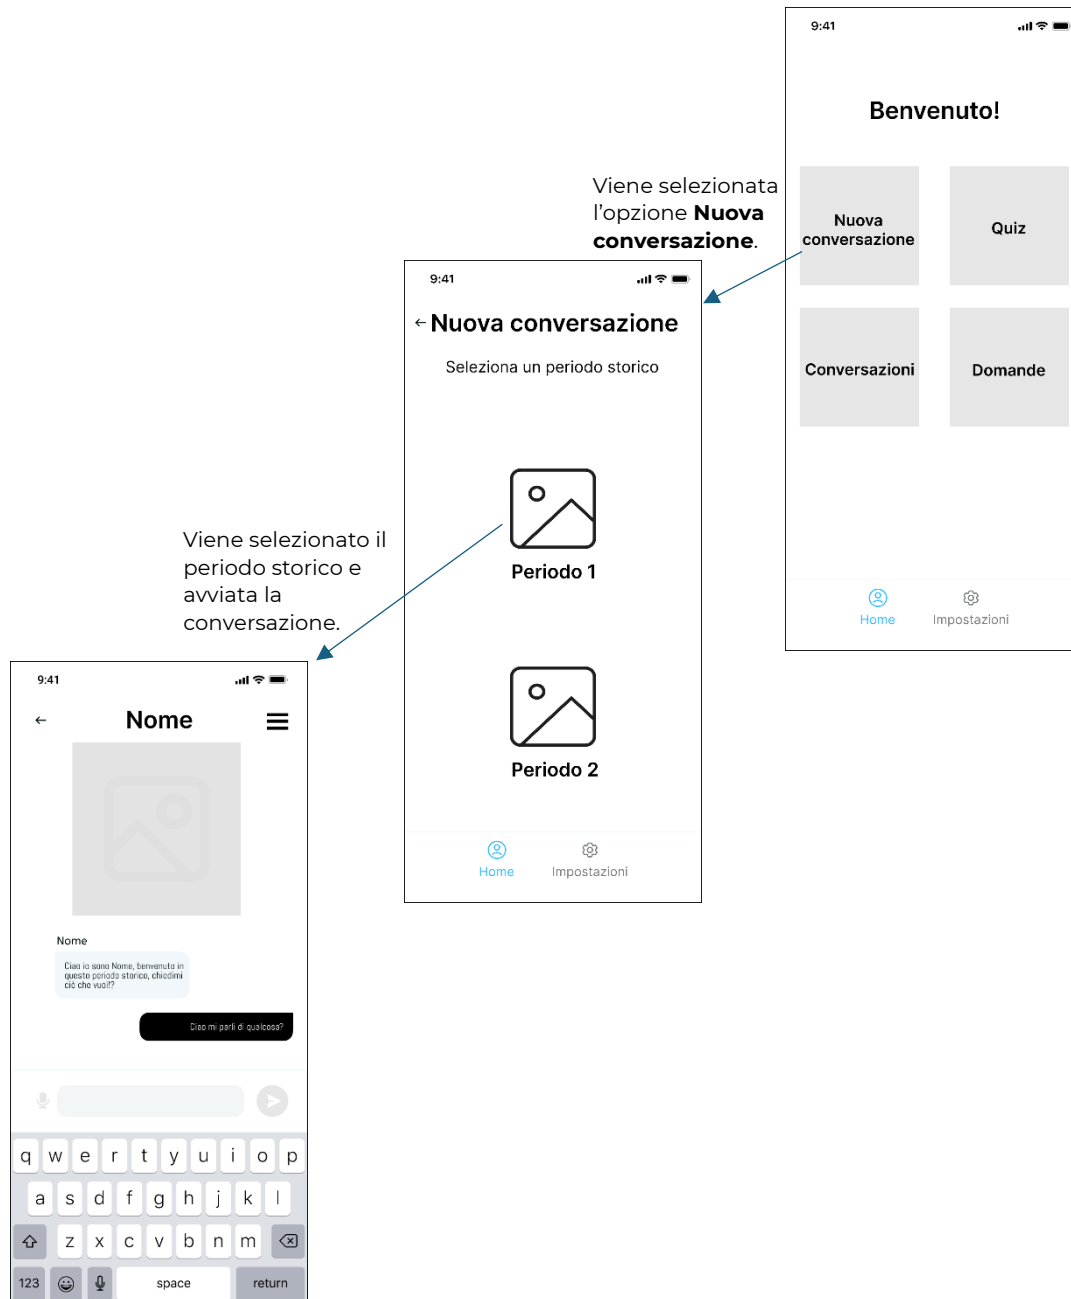 9:41
Benvenuto!
Nuova
conversazione
Quiz
Conversazioni
Domande
Home
Impostazioni
Viene selezionata
l'opzione Nuova
conversazione.
9:41
← Nuova conversazione
Seleziona un periodo storico
Periodo 1
Periodo 2
Home
Impostazioni
Viene selezionato il
periodo storico e
avviata la
conversazione.
9:41
← Nome
Nome
Ciao io sono Nome, benvenuto in
questo periodo storico, chiedimi
ciò che vuoi!?
Ciao mi parli di qualcosa?
q w e r t y u i o p
a s d f g h j k l
z x c v b n m
123 space return